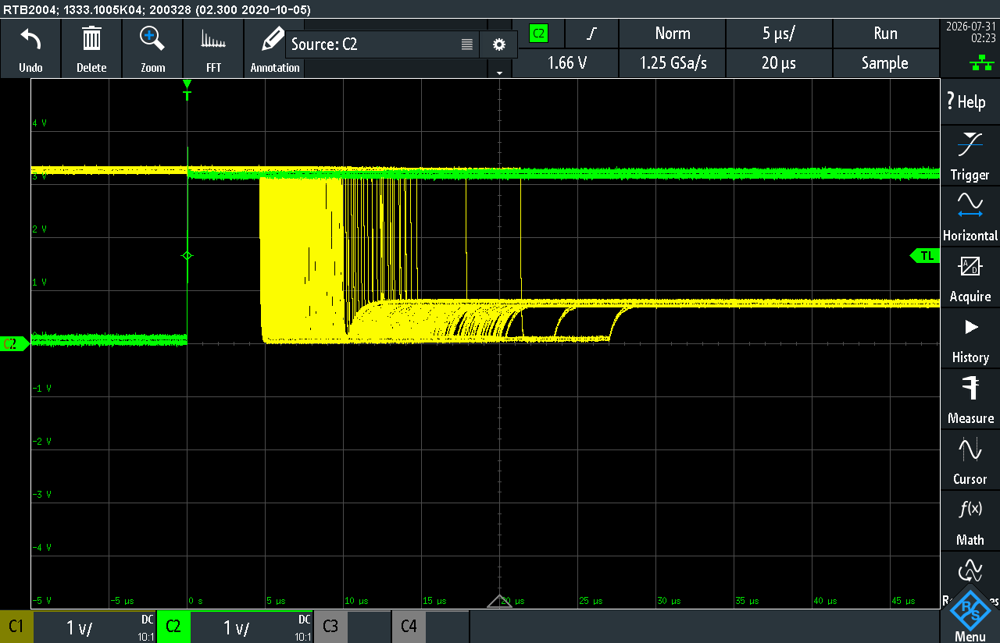 RTB2004; 1333.1005K04; 200328 (02.300 2020-10-05)
Undo
Delete
Zoom
FFT
Annotation
Source: C2
C2
Norm
5 µs/
Run
1.66 V
1.25 GSa/s
20 µs
Sample
2026-07-31
02:23
? Help
Trigger
Horizontal
A/D
Acquire
History
Measure
Cursor
f(x)
Math
R&S
Menu
T
4 V
3 V
2 V
1 V
-1 V
-2 V
-3 V
-4 V
-5 V
TL
C2
-5 µs
0 s
5 µs
10 µs
15 µs
20 µs
25 µs
30 µs
35 µs
40 µs
45 µs
C1
1 V/
DC
10:1
C2
1 V/
DC
10:1
C3
C4